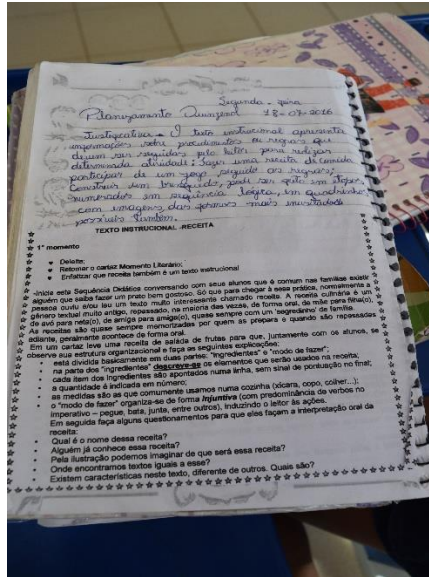 Segunda - feira
Planejamento Quinzenal 18-07-2016
Justificativa - O texto instrucional apresenta
informações sobre procedimentos ou regras que
devem ser seguidas pelo leitor para realizar
determinada atividade: fazer uma receita de comida
participar de um jogo, seguindo as regras;
construir um brinquedo, pode ser feito em etapas,
numerados em sequência lógica, em quadrinhos
com imagens, das formas mais inusitadas
possíveis também.
TEXTO INSTRUCIONAL -RECEITA
1° momento
• Deleite:
• Retomar o cartaz Momento Literário;
• Enfatizar que receita também é um texto instrucional
-Inicie esta Sequência Didática conversando com seus alunos que é comum nas famílias existir
alguém que saiba fazer um prato bem gostoso. Só que para chegar à essa prática, normalmente a
pessoa ouviu e/ou leu um texto muito interessante chamado receita. A receita culinária é um
gênero textual muito antigo, repassado, na maioria das vezes, de forma oral, de mãe para filha(o),
de avó para neta(o), de amiga para amiga(o), quase sempre com um 'segredinho' de família.
As receitas são quase sempre memorizadas por quem as prepara e quando são repassadas
adiante, geralmente acontece de forma oral.
Em um cartaz leve uma receita de salada de frutas para que, juntamente com os alunos, se
observe sua estrutura organizacional e faça as seguintes explicações:
• está dividida basicamente em duas partes: "ingredientes" e "modo de fazer";
na parte dos "ingredientes" descreve-se os elementos que serão usados na receita;
• cada item dos ingredientes são apontados numa linha, sem sinal de pontuação no final;
• a quantidade é indicada em número;
• as medidas são as que comumente usamos numa cozinha (xícara, copo, colher...);
• o "modo de fazer" organiza-se de forma injuntiva (com predominância de verbos no
imperativo – pegue, bata, junte, entre outros), induzindo o leitor às ações.
Em seguida faça alguns questionamentos para que eles façam a interpretação oral da
receita:
• Qual é o nome dessa receita?
• Alguém já conhece essa receita?
• Pela ilustração podemos imaginar de que será essa receita?
• Onde encontramos textos iguais a esse?
• Existem características neste texto, diferente de outros. Quais são?